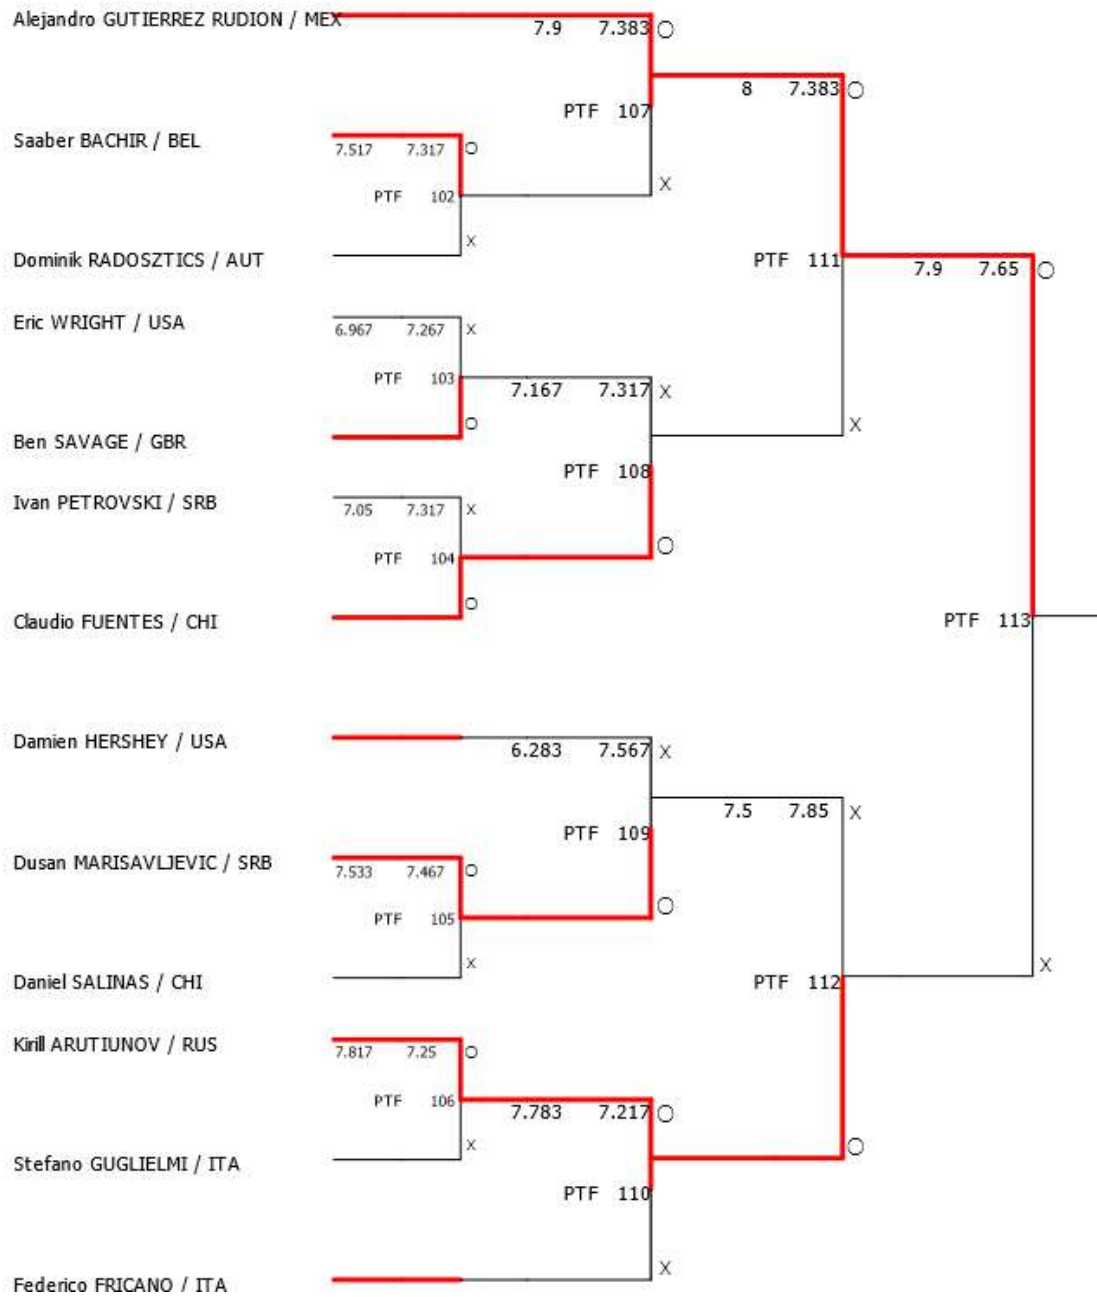 Alejandro GUTIERREZ RUDION / MEX
7.9 7.383 O
8 7.383 O
PTF 107
Saaber BACHIR / BEL
7.517 7.317 O
X
PTF 102
X
Dominik RADOSZTICS / AUT
PTF 111
7.9 7.65 O
Eric WRIGHT / USA
6.967 7.267 X
PTF 103
7.167 7.317 X
O
X
Ben SAVAGE / GBR
PTF 108
Ivan PETROVSKI / SRB
7.05 7.317 X
O
PTF 104
O
Claudio FUENTES / CHI
PTF 113
Damien HERSHEY / USA
6.283 7.567 X
7.5 7.85 X
PTF 109
Dusan MARISAVLJEVIC / SRB
7.533 7.467 O
O
PTF 105
X
X
Daniel SALINAS / CHI
PTF 112
Kirill ARUTIUNOV / RUS
7.817 7.25 O
PTF 106
7.783 7.217 O
X
O
Stefano GUGLIELMI / ITA
PTF 110
X
Federico FRICANO / ITA